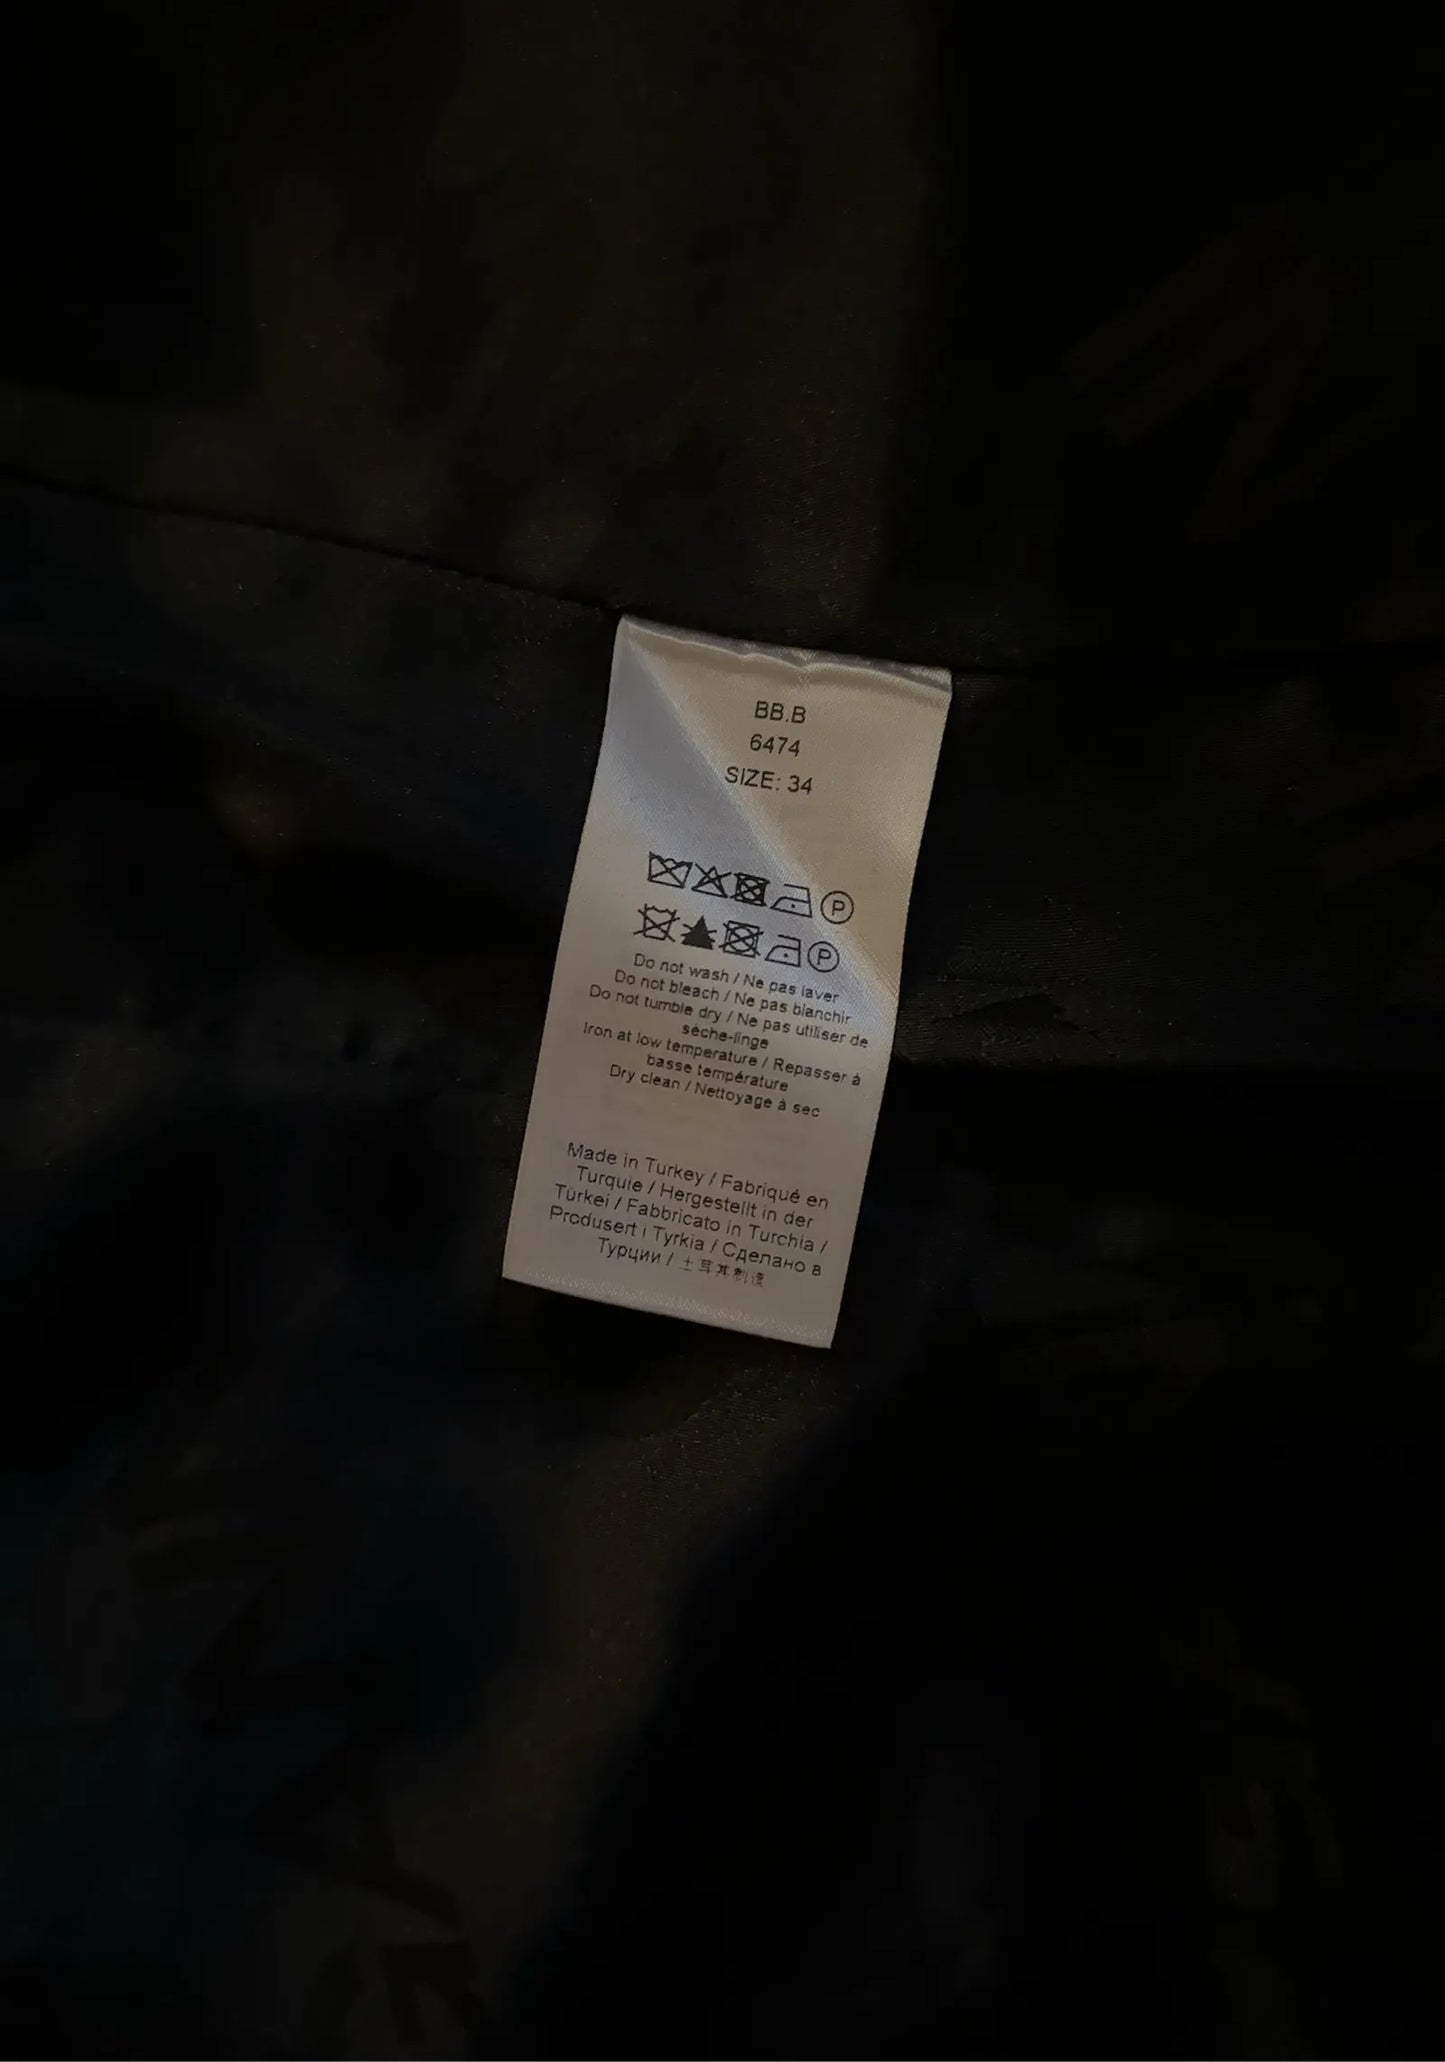 BB.B
6474
SIZE: 34
P
P
Do not wash / Ne pas laver
Do not bleach / Ne pas blanchir
Do not tumble dry / Ne pas utiliser de
sèche-linge
Iron at low temperature / Repasser à
basse température
Dry clean / Nettoyage à sec
Made in Turkey / Fabriqué en
Turquie / Hergestellt in der
Türkei / Fabbricato in Turchia /
Produsert i Tyrkia / Сделано в
Турции / 土耳其制造